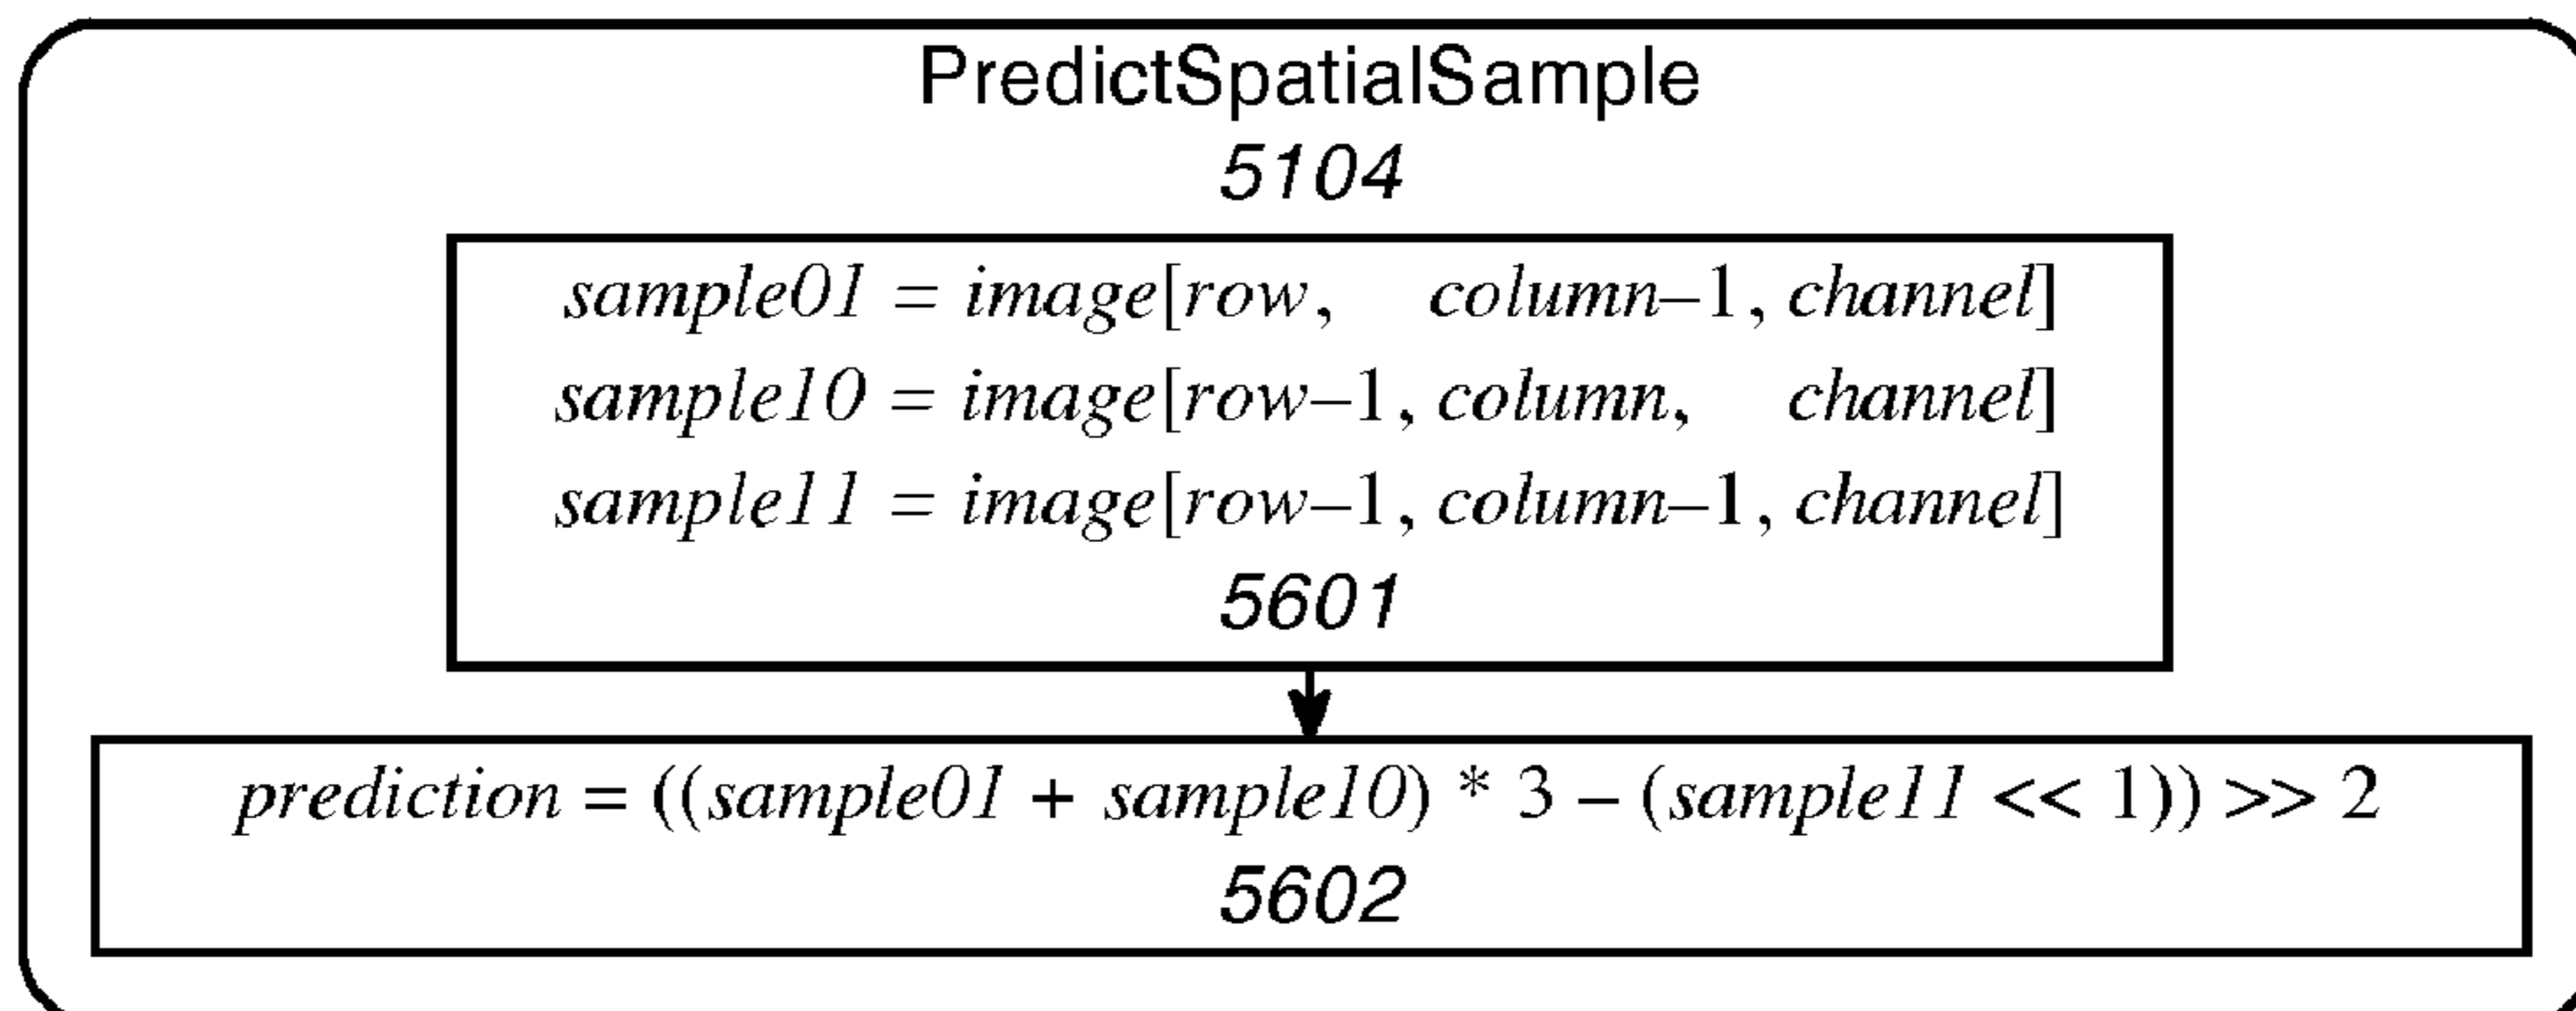 PredictSpatialSample
5104
sample01 = image[row, column–1, channel]
sample10 = image[row–1, column, channel]
sample11 = image[row–1, column–1, channel]
5601
prediction = ((sample01 + sample10) * 3 – (sample11 << 1)) >> 2
5602